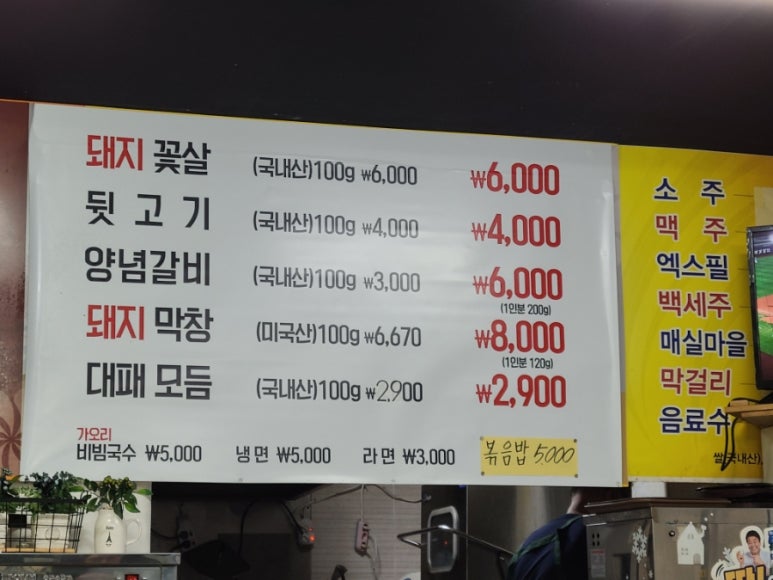 돼지 꽃살 (국내산)100g ₩6,000 ₩6,000
뒷고기 (국내산)100g ₩4,000 ₩4,000
양념갈비 (국내산)100g ₩3,000 ₩6,000
(1인분 200g)
돼지 막창 (미국산)100g ₩6,670 ₩8,000
(1인분 120g)
대패 모듬 (국내산)100g ₩2,900 ₩2,900
가오리
비빔국수 ₩5,000 냉면 ₩5,000 라면 ₩3,000 볶음밥 5,000
소주
맥주
엑스필
백세주
매실마을
막걸리
음료수
쌀(국내산),